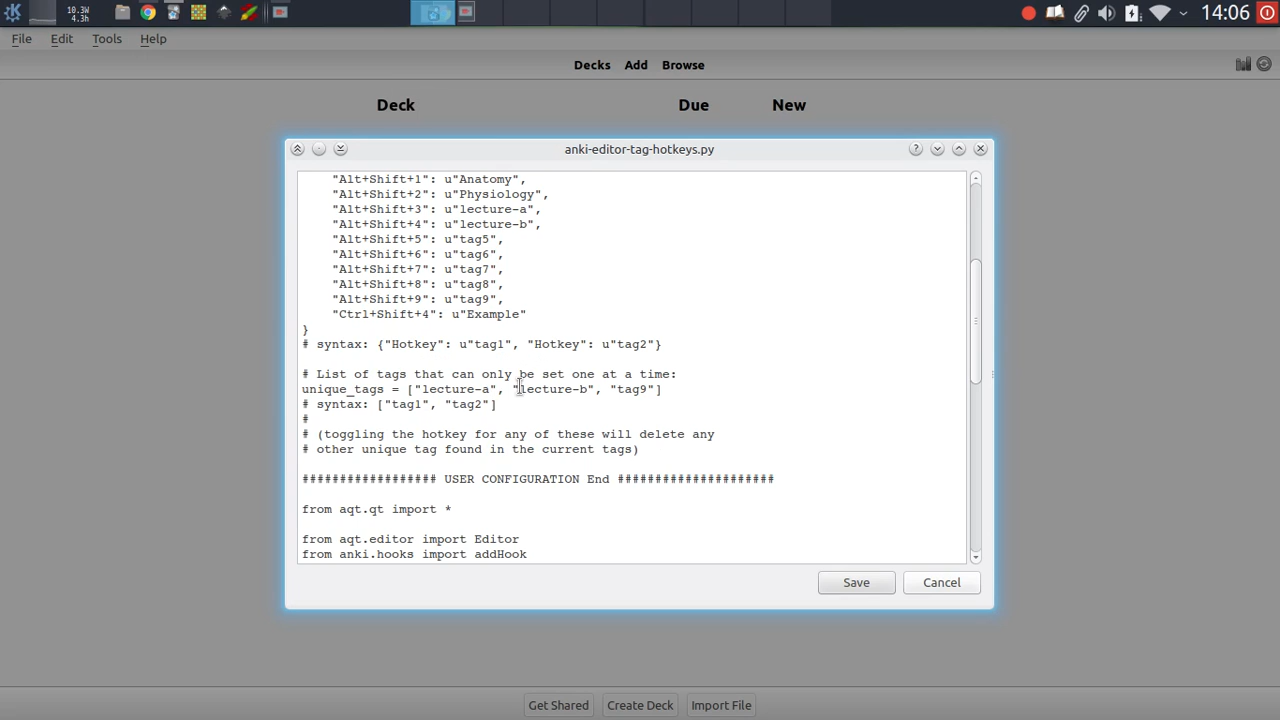 10.3W
4.3h
14:06
File Edit Tools Help
Decks Add Browse
Deck Due New
anki-editor-tag-hotkeys.py
"Alt+Shift+1": u"Anatomy",
"Alt+Shift+2": u"Physiology",
"Alt+Shift+3": u"lecture-a",
"Alt+Shift+4": u"lecture-b",
"Alt+Shift+5": u"tag5",
"Alt+Shift+6": u"tag6",
"Alt+Shift+7": u"tag7",
"Alt+Shift+8": u"tag8",
"Alt+Shift+9": u"tag9",
"Ctrl+Shift+4": u"Example"
}
# syntax: {"Hotkey": u"tag1", "Hotkey": u"tag2"}
# List of tags that can only be set one at a time:
unique_tags = ["lecture-a", "lecture-b", "tag9"]
# syntax: ["tag1", "tag2"]
#
# (toggling the hotkey for any of these will delete any
# other unique tag found in the current tags)
################## USER CONFIGURATION End #####################
from aqt.qt import *
from aqt.editor import Editor
from anki.hooks import addHook
Save Cancel
Get Shared Create Deck Import File